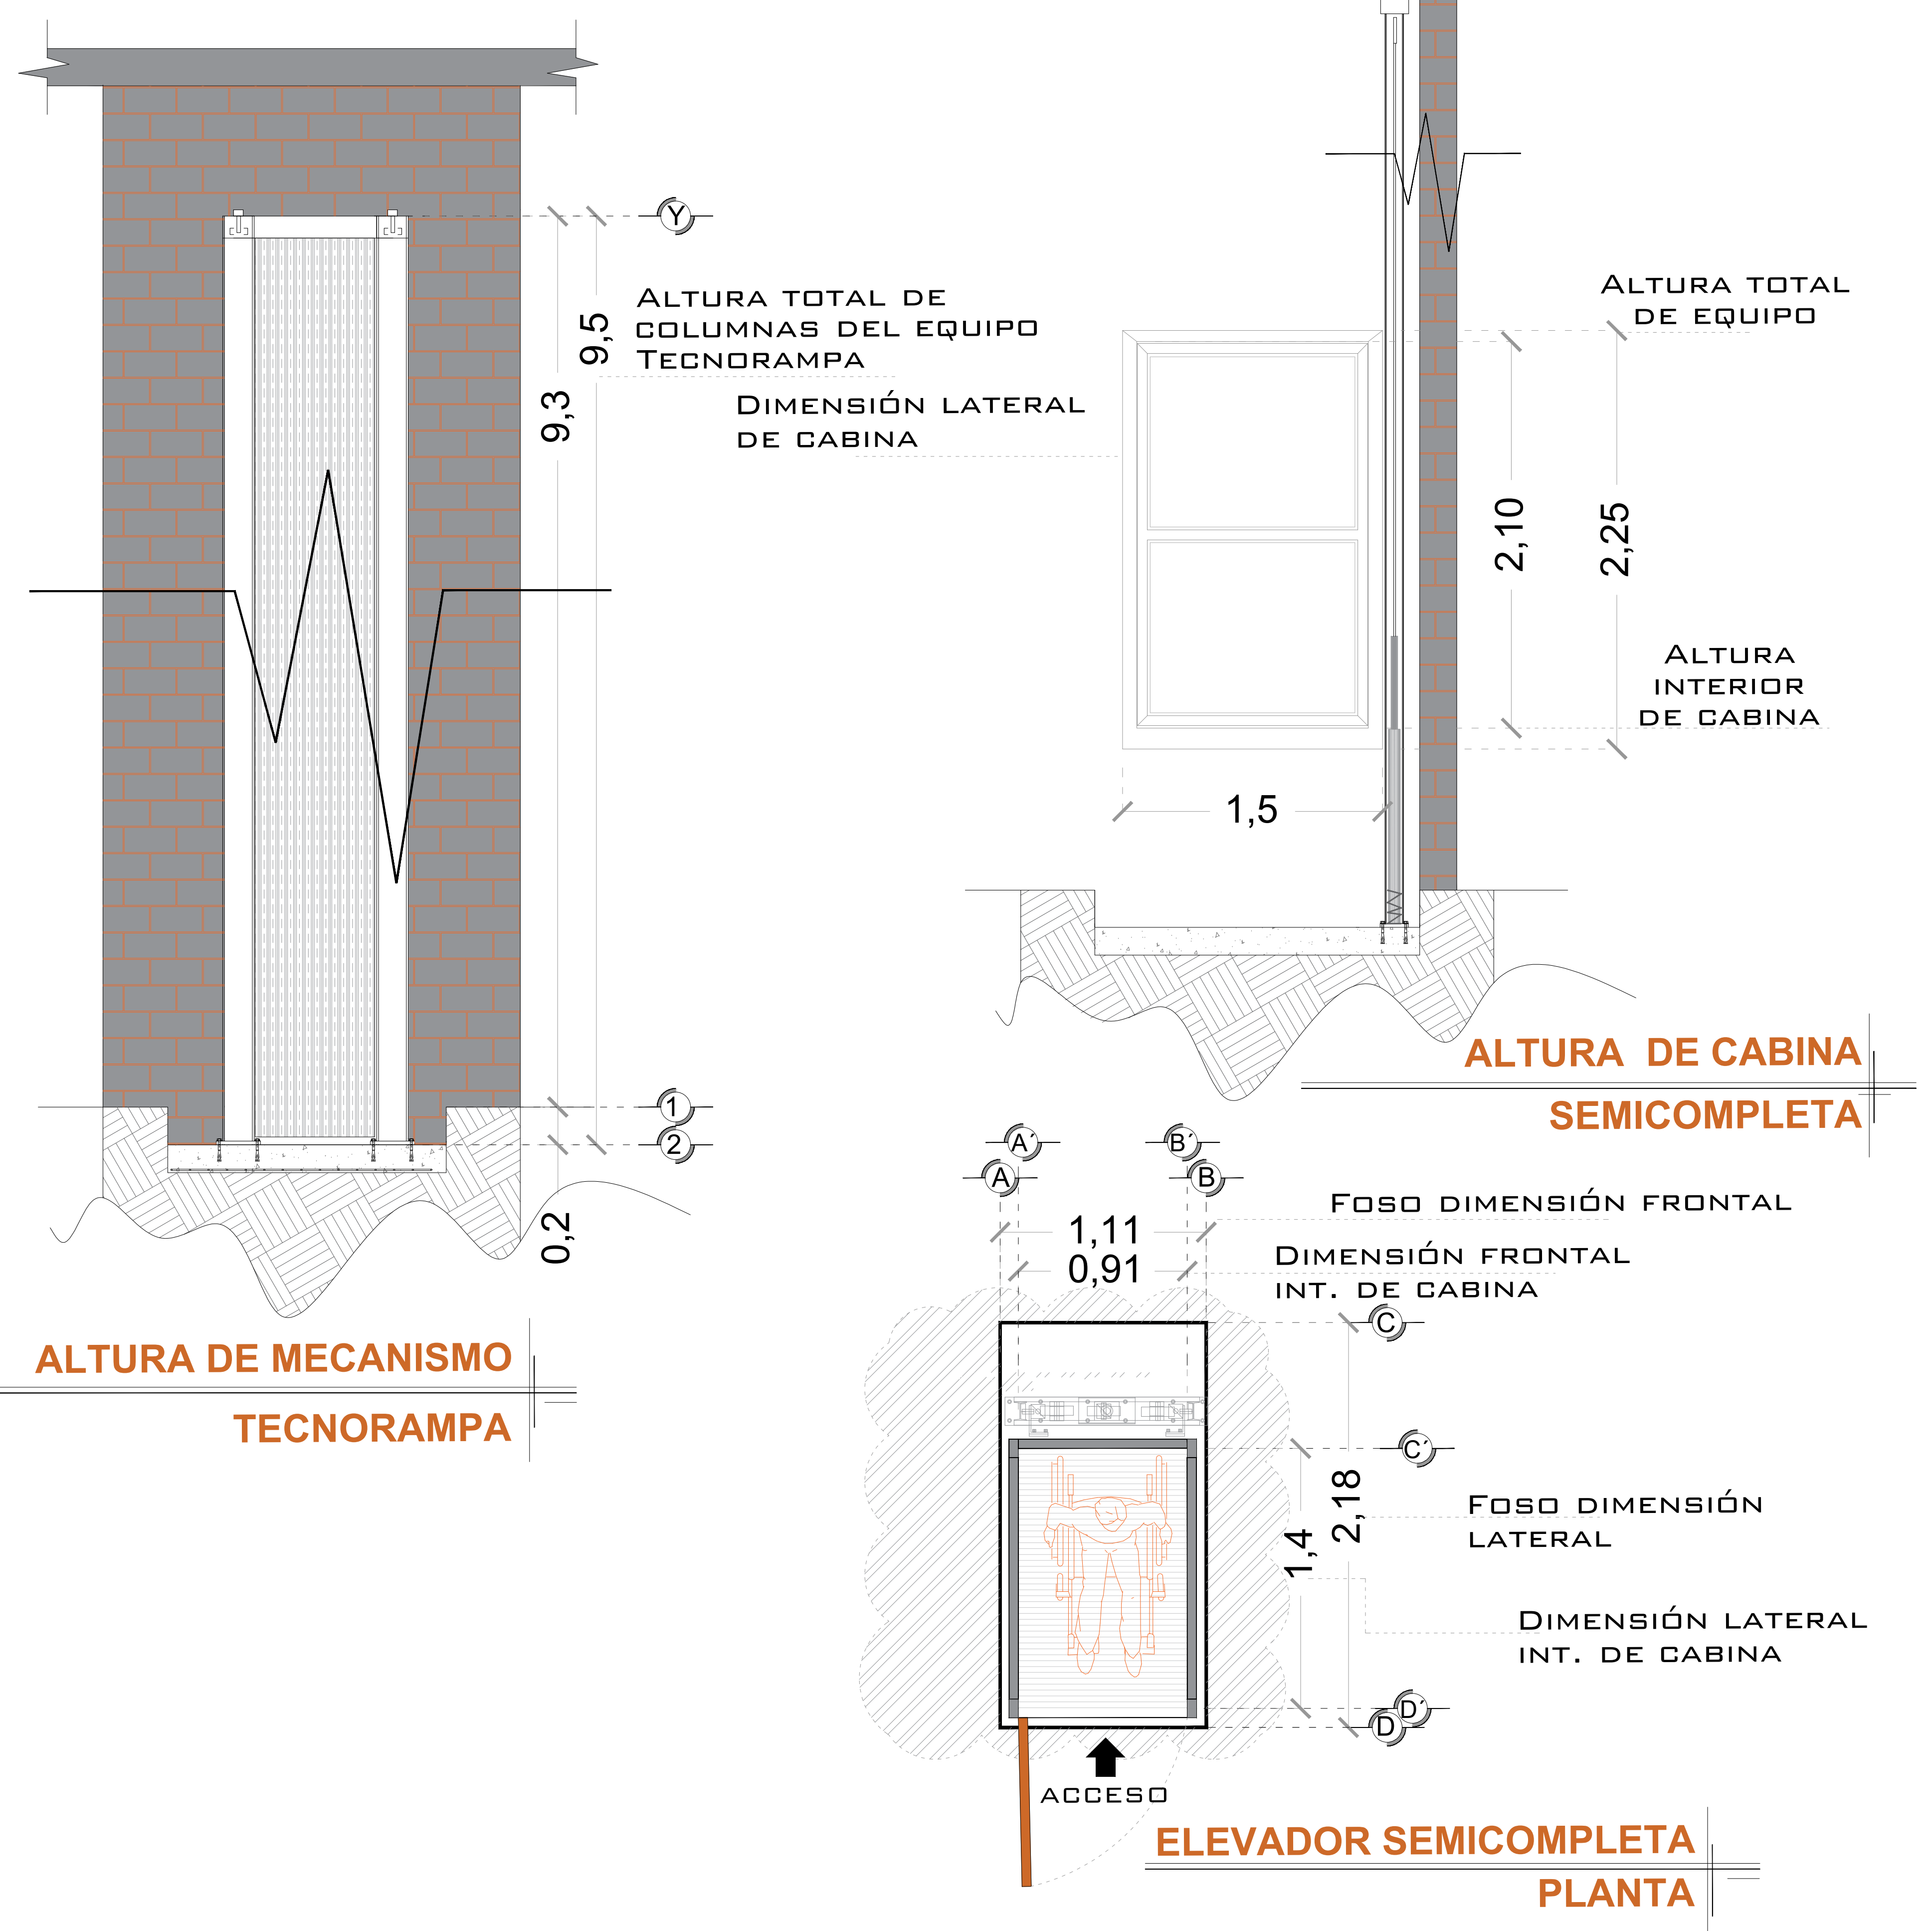 Y
9,5
9,3
ALTURA TOTAL DE
COLUMNAS DEL EQUIPO
TECNORAMPA
DIMENSIÓN LATERAL
DE CABINA
1
2
0,2
ALTURA DE MECANISMO
TECNORAMPA
ALTURA TOTAL
DE EQUIPO
2,10
2,25
ALTURA
INTERIOR
DE CABINA
1,5
ALTURA DE CABINA
SEMICOMPLETA
A´
B´
A
B
1,11
0,91
FOSO DIMENSIÓN FRONTAL
DIMENSIÓN FRONTAL
INT. DE CABINA
C
C´
2,18
1,4
FOSO DIMENSIÓN
LATERAL
DIMENSIÓN LATERAL
INT. DE CABINA
D´
D
ACCESO
ELEVADOR SEMICOMPLETA
PLANTA